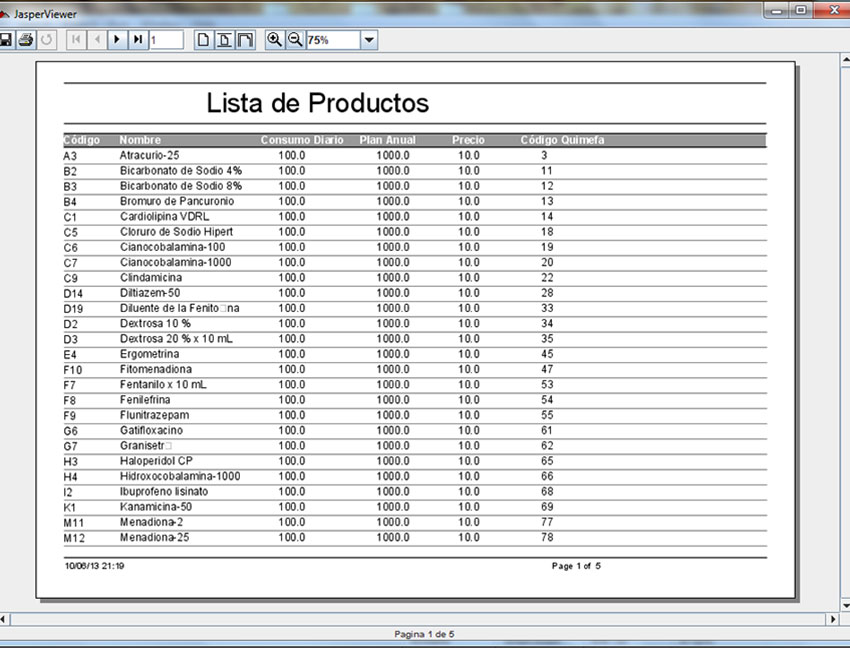 JasperViewer
1 75%
Lista de Productos
Código Nombre Consumo Diario Plan Anual Precio Código Quimefa
A3 Atracurio-25 100.0 1000.0 10.0 3
B2 Bicarbonato de Sodio 4% 100.0 1000.0 10.0 11
B3 Bicarbonato de Sodio 8% 100.0 1000.0 10.0 12
B4 Bromuro de Pancuronio 100.0 1000.0 10.0 13
C1 Cardiolipina VDRL 100.0 1000.0 10.0 14
C5 Cloruro de Sodio Hipert 100.0 1000.0 10.0 18
C6 Cianocobalamina-100 100.0 1000.0 10.0 19
C7 Cianocobalamina-1000 100.0 1000.0 10.0 20
C9 Clindamicina 100.0 1000.0 10.0 22
D14 Diltiazem-50 100.0 1000.0 10.0 28
D19 Diluente de la Fenito□na 100.0 1000.0 10.0 33
D2 Dextrosa 10 % 100.0 1000.0 10.0 34
D3 Dextrosa 20 % x 10 mL 100.0 1000.0 10.0 35
E4 Ergometrina 100.0 1000.0 10.0 45
F10 Fitomenadiona 100.0 1000.0 10.0 47
F7 Fentanilo x 10 mL 100.0 1000.0 10.0 53
F8 Fenilefrina 100.0 1000.0 10.0 54
F9 Flunitrazepam 100.0 1000.0 10.0 55
G6 Gatifloxacino 100.0 1000.0 10.0 61
G7 Granisetr□ 100.0 1000.0 10.0 62
H3 Haloperidol CP 100.0 1000.0 10.0 65
H4 Hidroxocobalamina-1000 100.0 1000.0 10.0 66
I2 Ibuprofeno lisinato 100.0 1000.0 10.0 68
K1 Kanamicina-50 100.0 1000.0 10.0 69
M11 Menadiona-2 100.0 1000.0 10.0 77
M12 Menadiona-25 100.0 1000.0 10.0 78
10/06/13 21:19 Page 1 of 5
Pagina 1 de 5